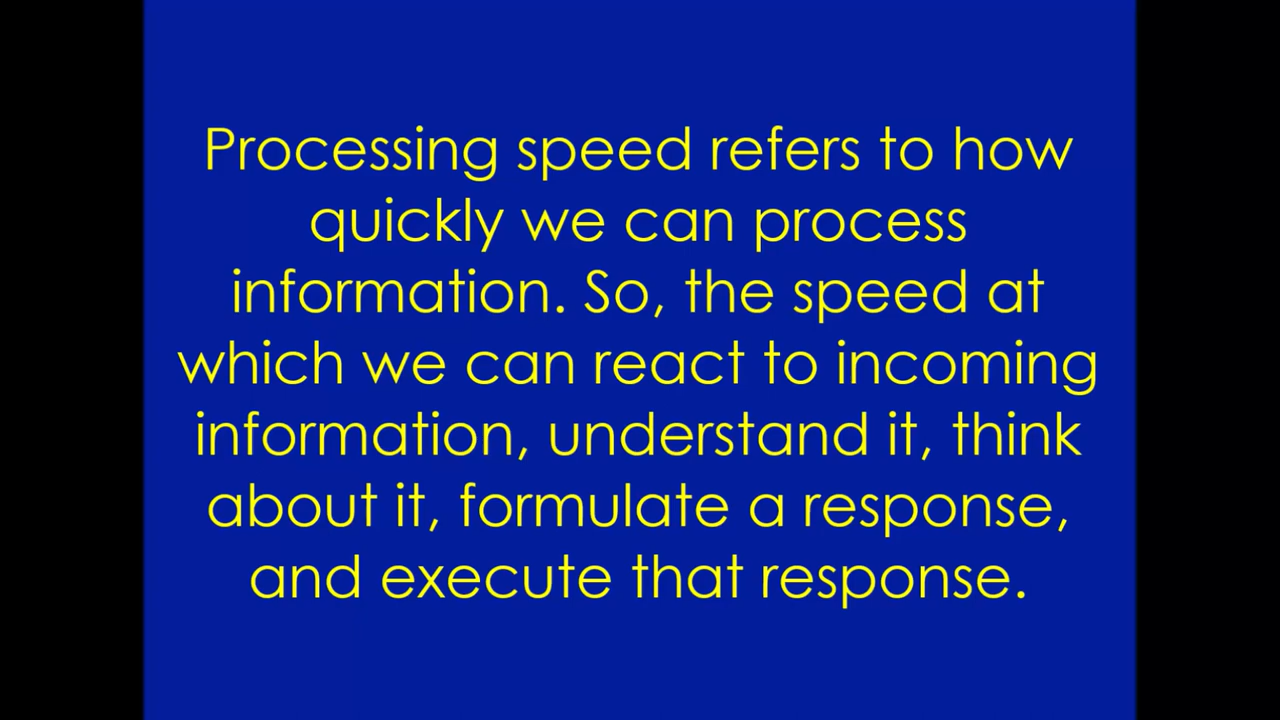 Processing speed refers to how
quickly we can process
information. So, the speed at
which we can react to incoming
information, understand it, think
about it, formulate a response,
and execute that response.